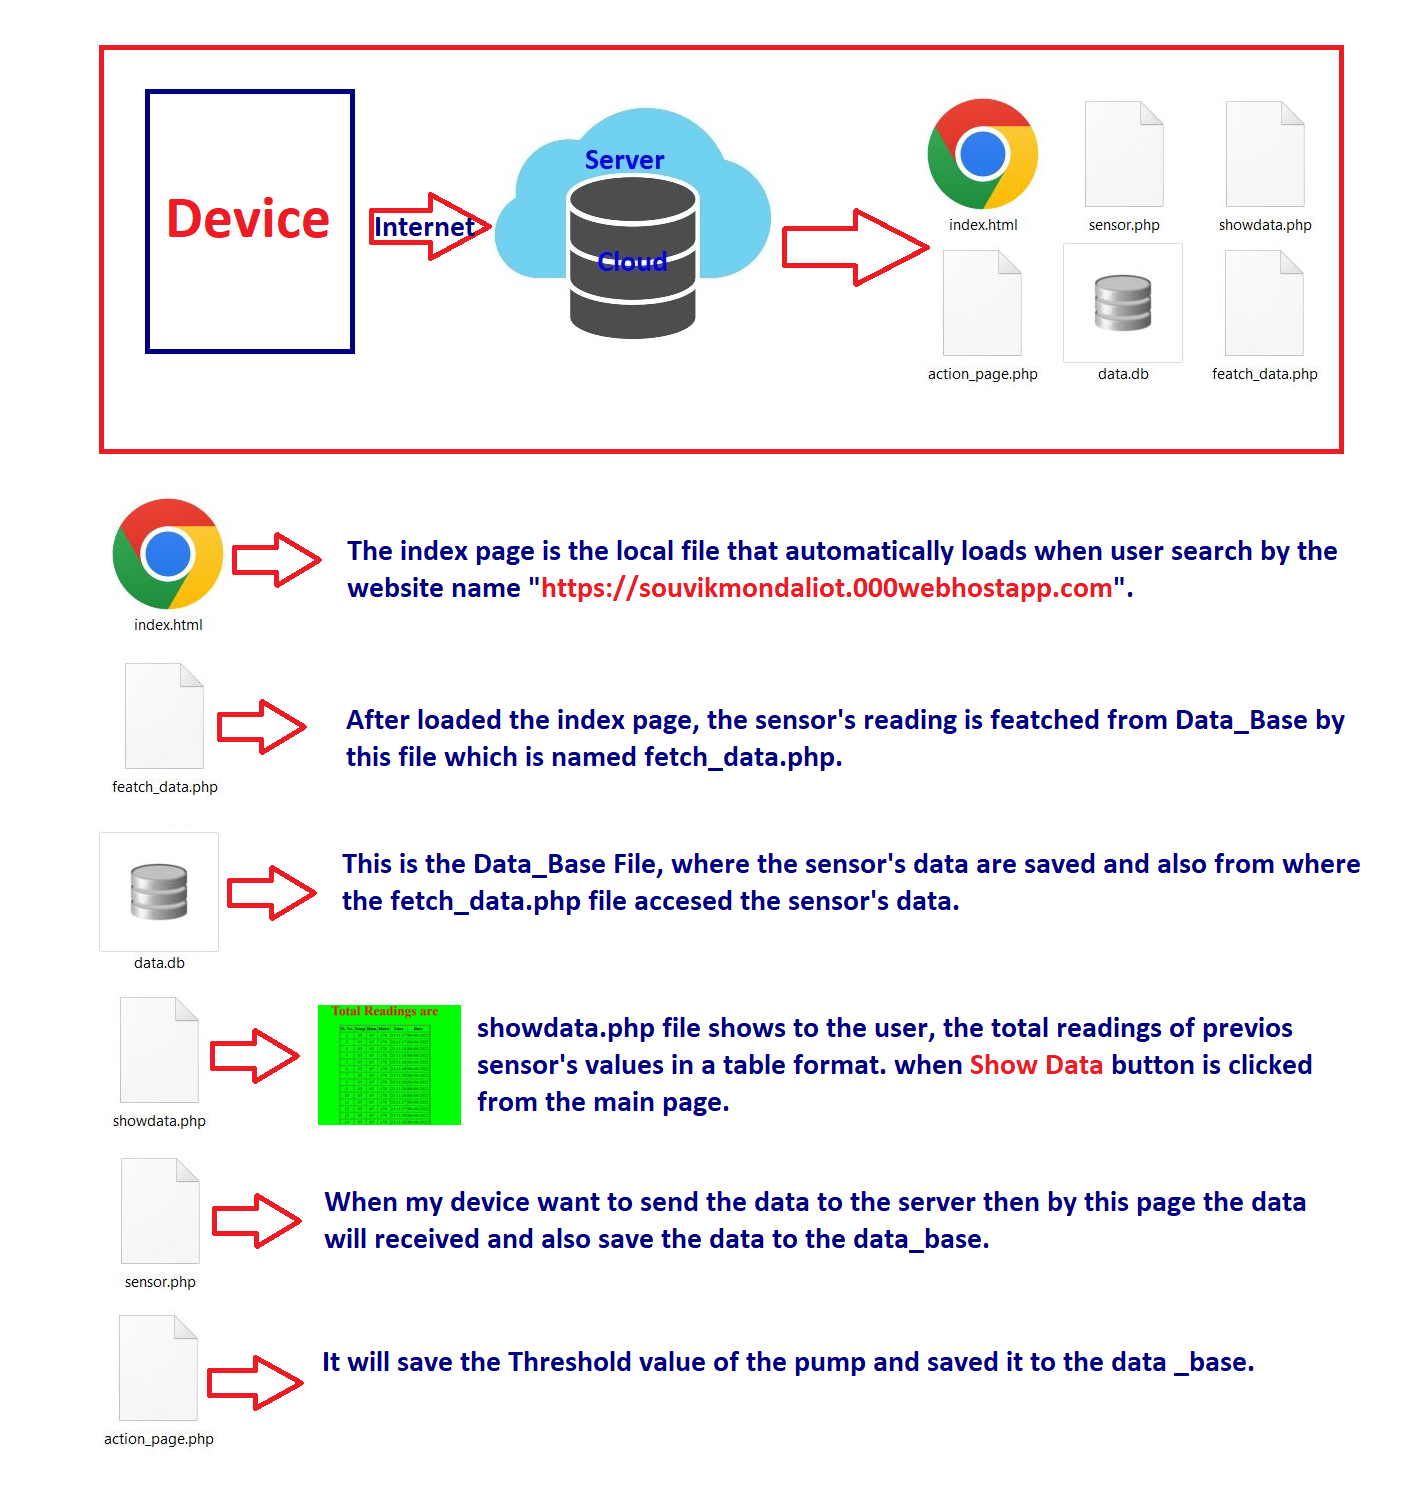 Device
Internet
Server
Cloud
index.html
sensor.php
showdata.php
action_page.php
data.db
featch_data.php
The index page is the local file that automatically loads when user search by the
website name "https://souvikmondaliot.000webhostapp.com".
index.html
After loaded the index page, the sensor's reading is featched from Data_Base by
this file which is named fetch_data.php.
featch_data.php
This is the Data_Base File, where the sensor's data are saved and also from where
the fetch_data.php file accesed the sensor's data.
data.db
Total Readings are
showdata.php file shows to the user, the total readings of previos
sensor's values in a table format. when Show Data button is clicked
from the main page.
showdata.php
When my device want to send the data to the server then by this page the data
will received and also save the data to the data_base.
sensor.php
It will save the Threshold value of the pump and saved it to the data _base.
action_page.php